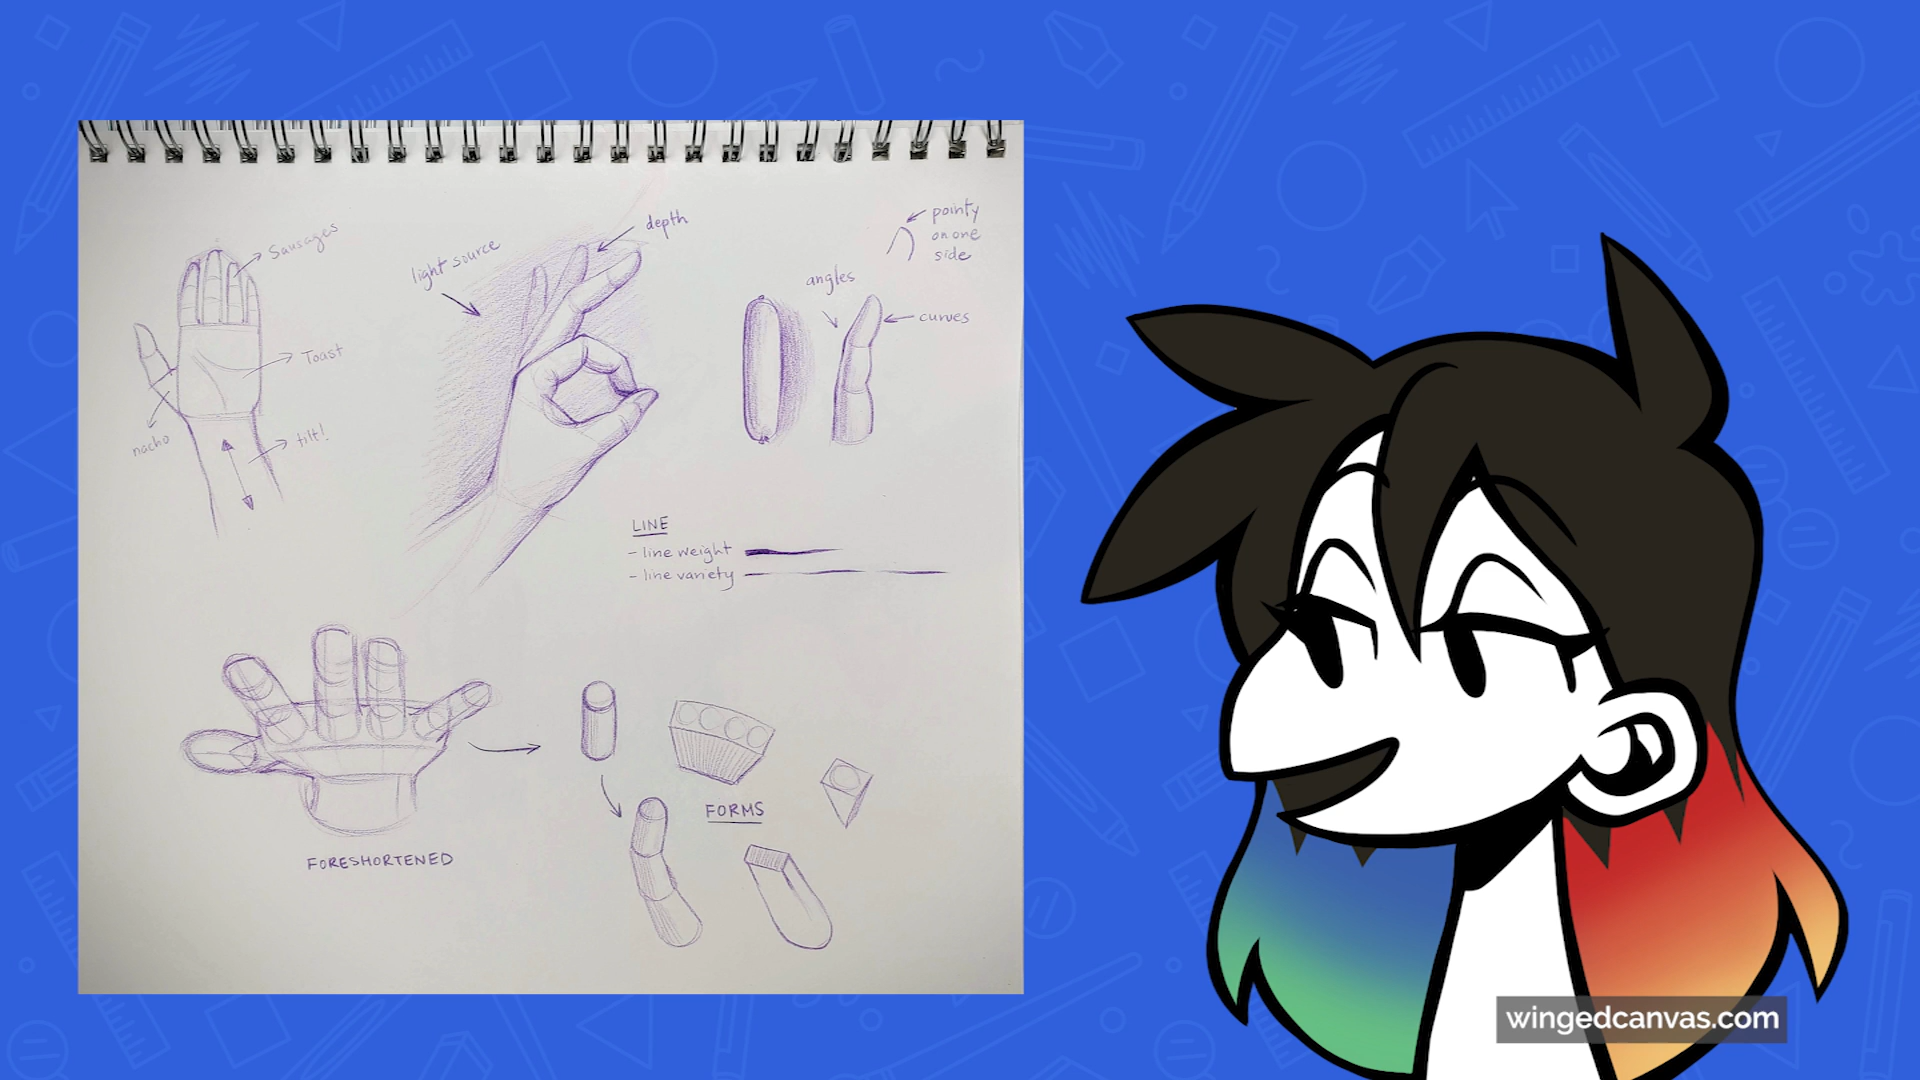 Sausages
Toast
nacho
tilt!
light source
depth
pointy
on one
side
angles
curves
LINE
- line weight
- line variety
FORESHORTENED
FORMS
wingedcanvas.com